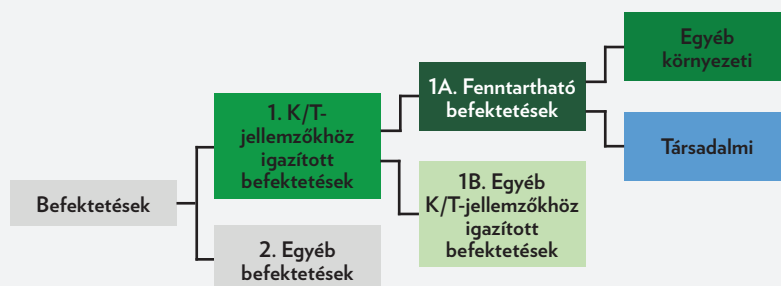 Befektetések
1. K/T-
jellemzőkhöz
igazított
befektetések
2. Egyéb
befektetések
1A. Fenntartható
befektetések
1B. Egyéb
K/T-jellemzőkhöz
igazított
befektetések
Egyéb
környezeti
Társadalmi